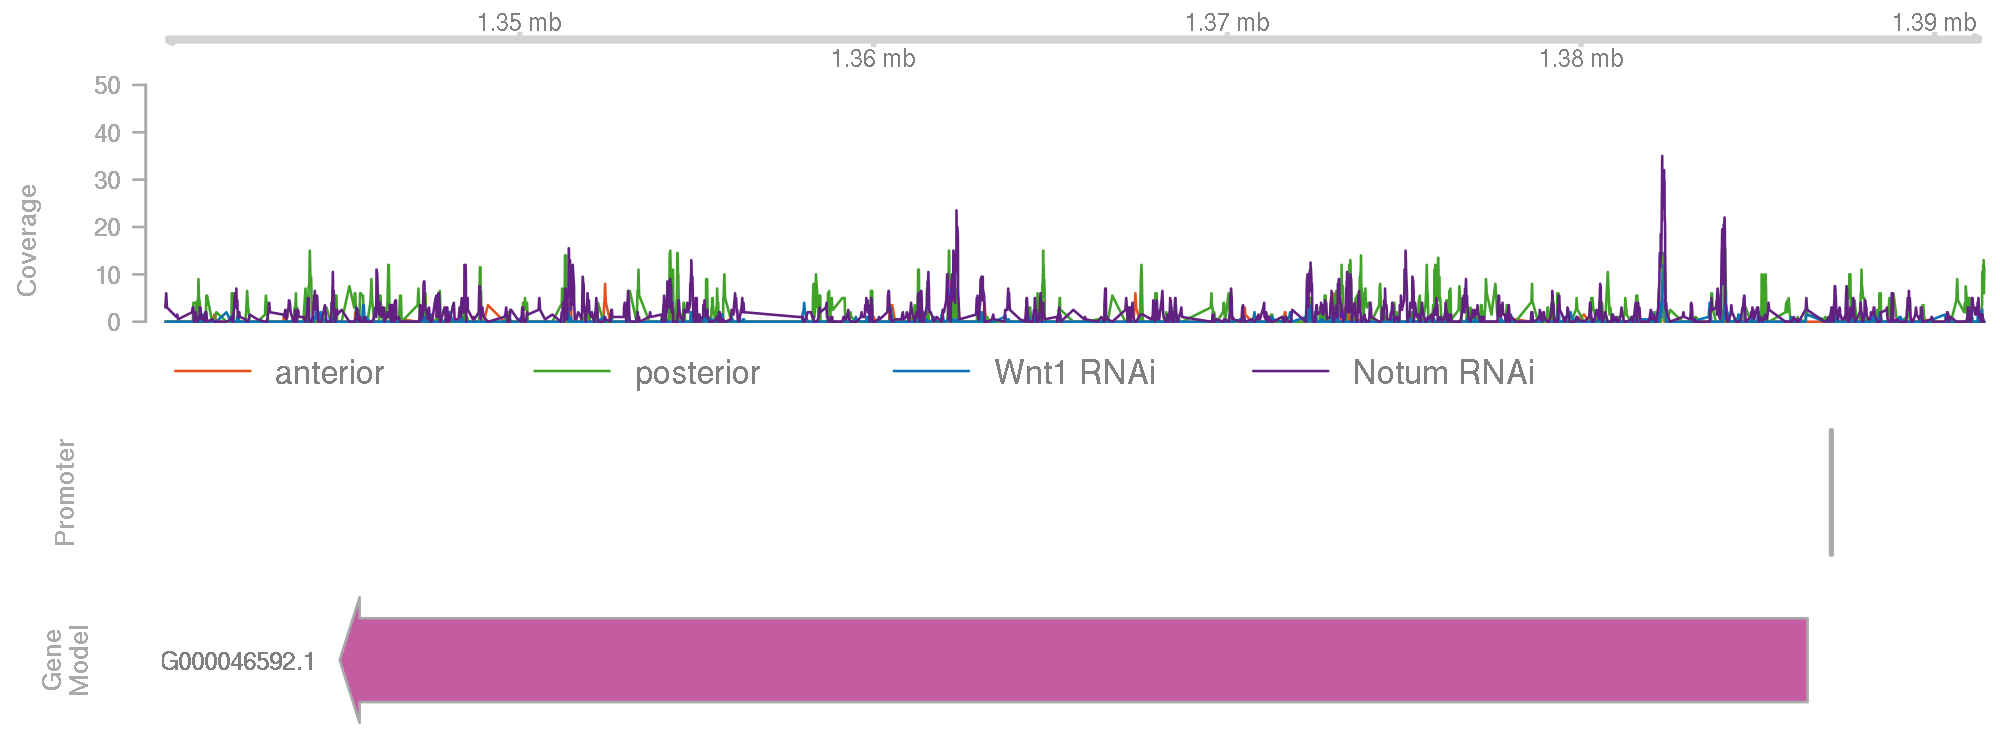 1.35 mb
1.37 mb
1.39 mb
1.36 mb
1.38 mb
50
40
30
20
10
0
Coverage
anterior
posterior
Wnt1 RNAi
Notum RNAi
Promoter
Gene
Model
G000046592.1